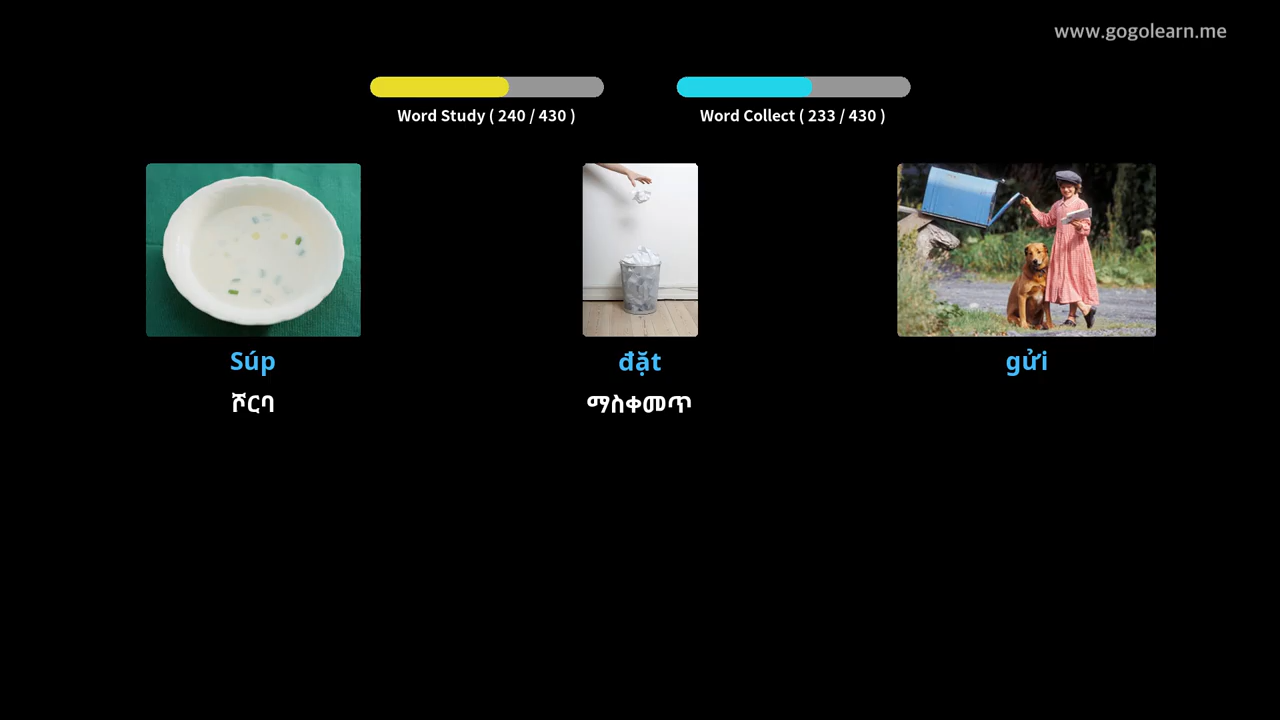 www.gogolearn.me
Word Study ( 240 / 430 )
Word Collect ( 233 / 430 )
Súp
đặt
gửi
ሾርባ
ማስቀመጥ